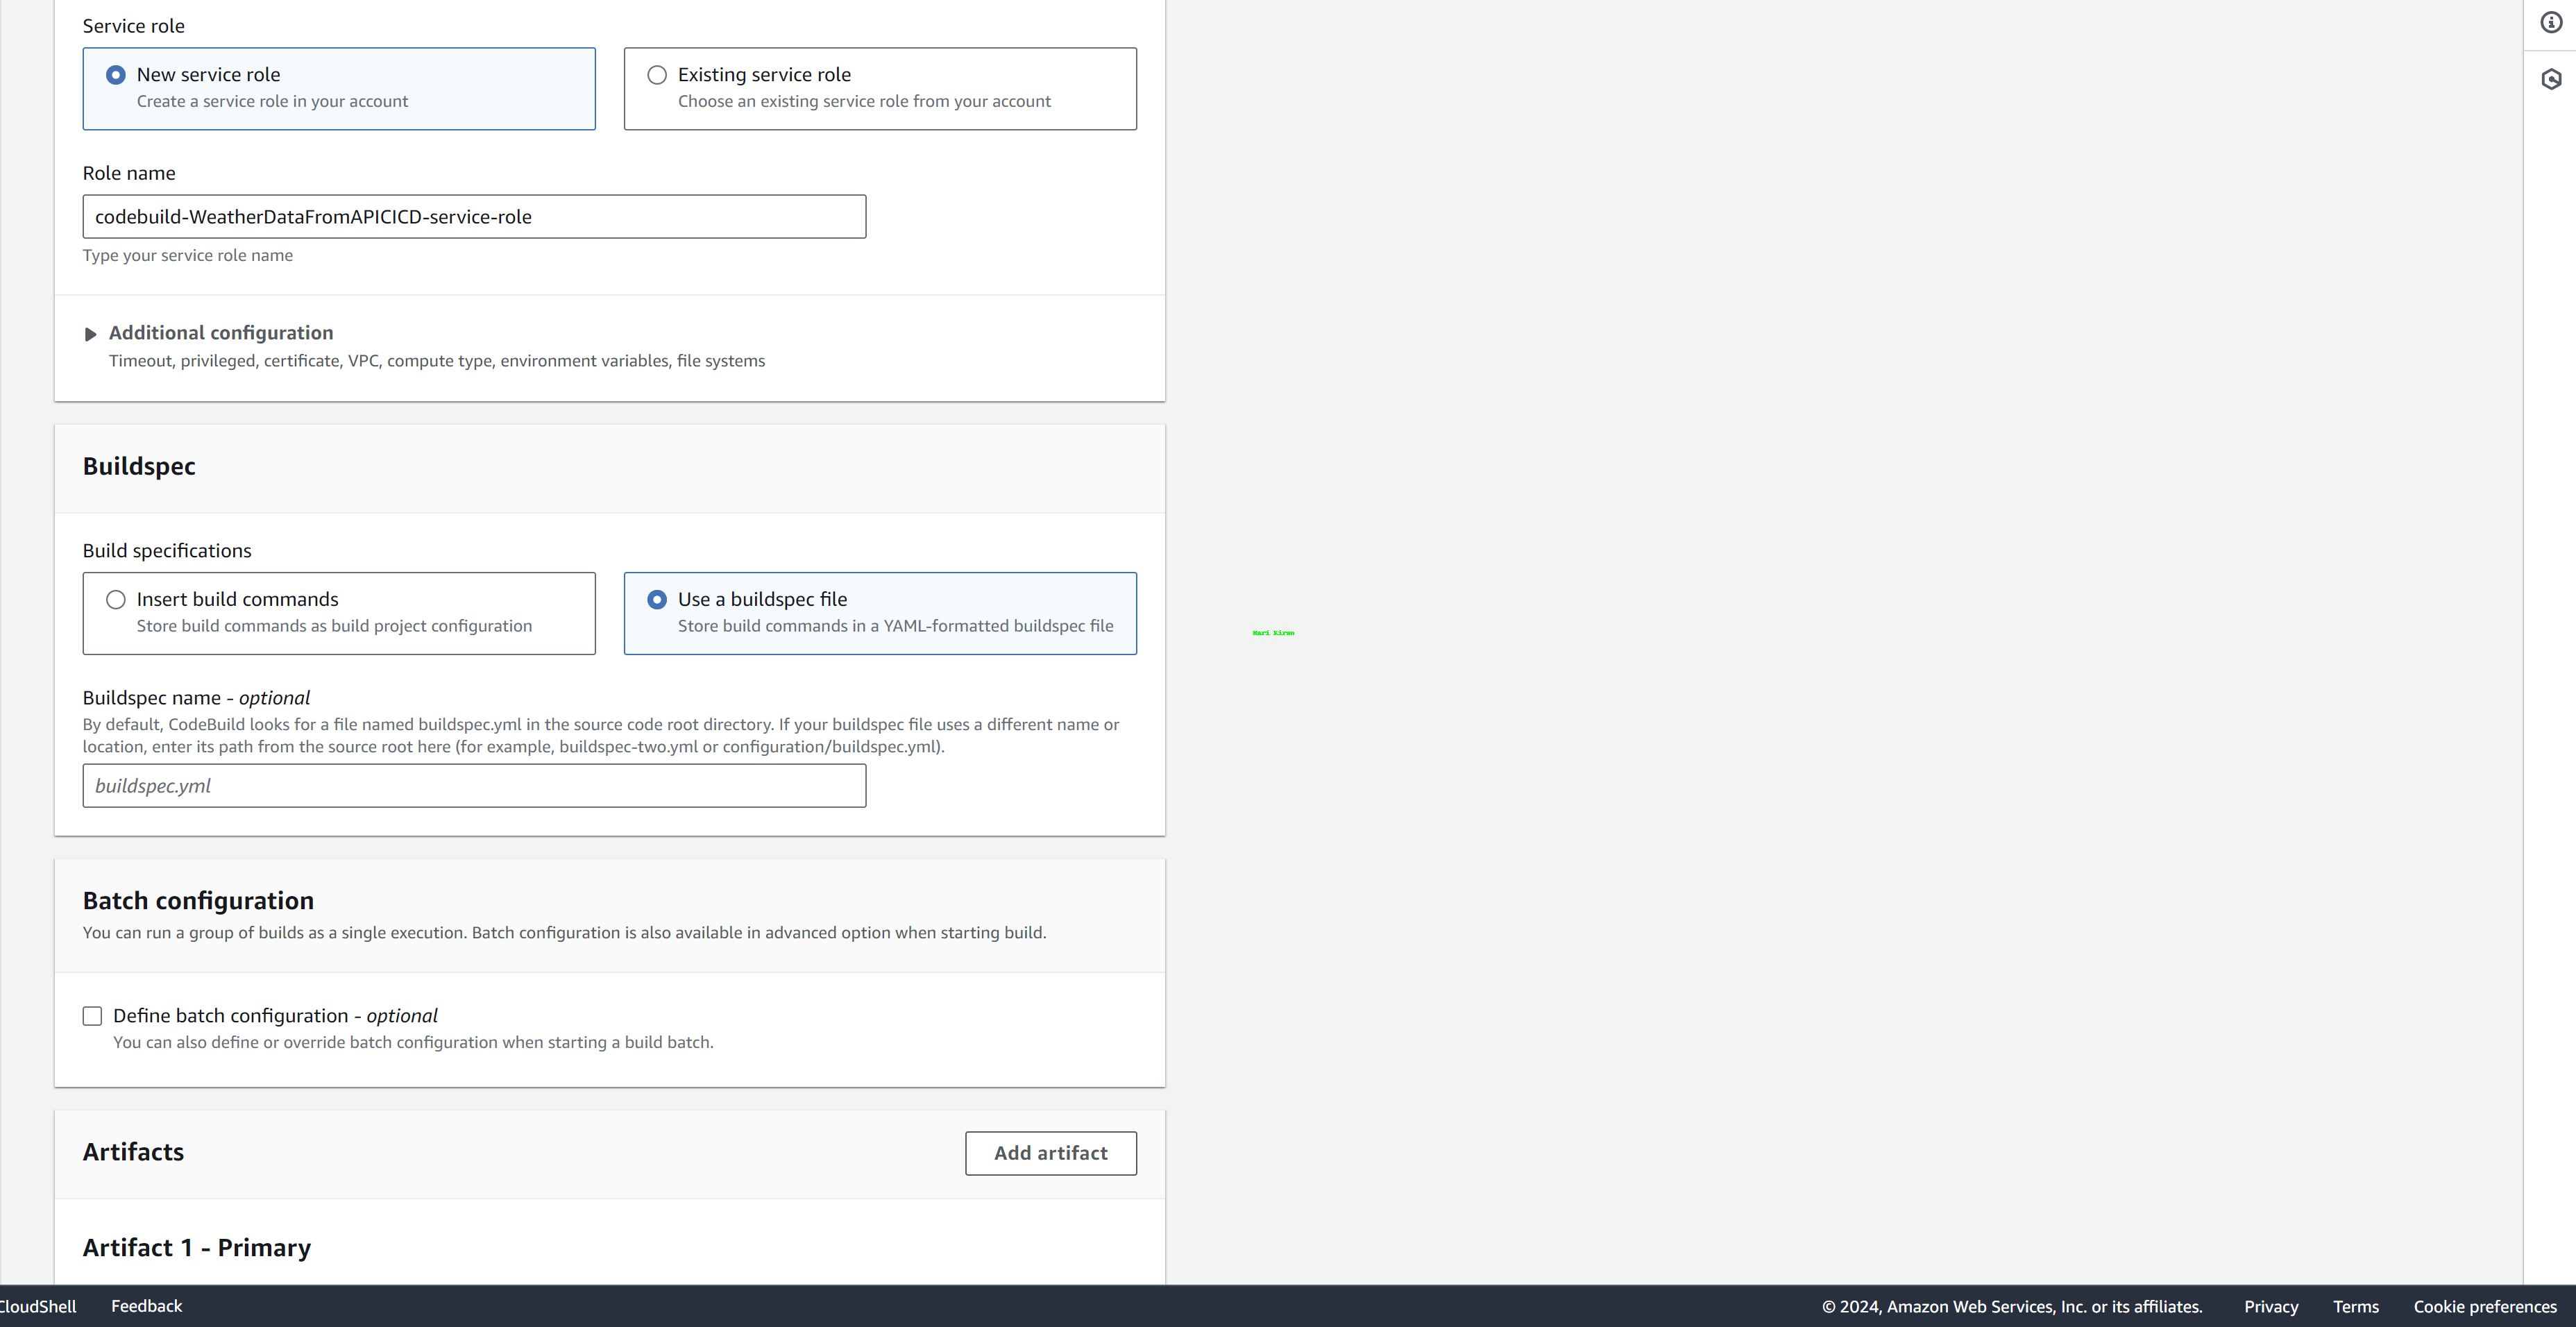 Service role
New service role
Create a service role in your account
Existing service role
Choose an existing service role from your account
Role name
codebuild-WeatherDataFromAPICICD-service-role
Type your service role name
Additional configuration
Timeout, privileged, certificate, VPC, compute type, environment variables, file systems
Buildspec
Build specifications
Insert build commands
Store build commands as build project configuration
Use a buildspec file
Store build commands in a YAML-formatted buildspec file
Hari Kiran
Buildspec name - optional
By default, CodeBuild looks for a file named buildspec.yml in the source code root directory. If your buildspec file uses a different name or
location, enter its path from the source root here (for example, buildspec-two.yml or configuration/buildspec.yml).
buildspec.yml
Batch configuration
You can run a group of builds as a single execution. Batch configuration is also available in advanced option when starting build.
Define batch configuration - optional
You can also define or override batch configuration when starting a build batch.
Artifacts
Add artifact
Artifact 1 - Primary
CloudShell Feedback © 2024, Amazon Web Services, Inc. or its affiliates. Privacy Terms Cookie preferences